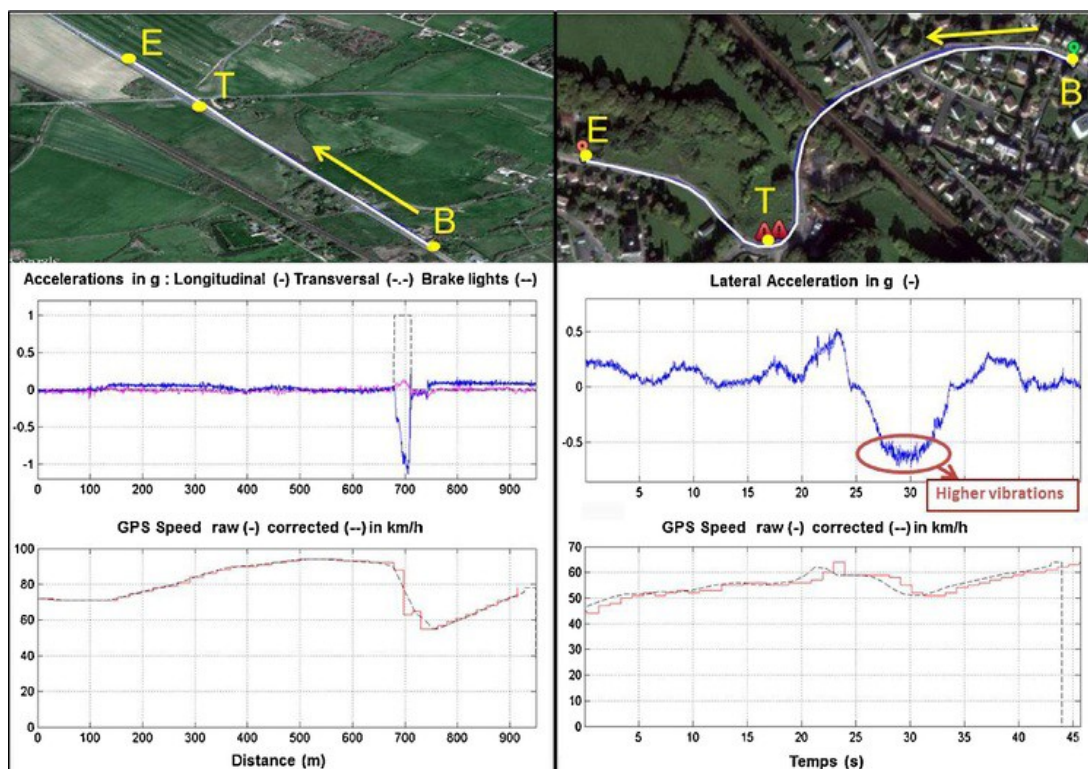 E
T
B
B
E
T
Accelerations in g : Longitudinal (-) Transversal (-.-) Brake lights (--)
1
0.5
0
-0.5
-1
0 100 200 300 400 500 600 700 800 900
GPS Speed raw (-) corrected (--) in km/h
100
80
60
40
20
0
0 100 200 300 400 500 600 700 800 900
Distance (m)
Lateral Acceleration in g (-)
0.5
0
-0.5
5 10 15 20 25 30
Higher vibrations
GPS Speed raw (-) corrected (--) in km/h
70
60
50
40
30
20
10
0
5 10 15 20 25 30 35 40 45
Temps (s)